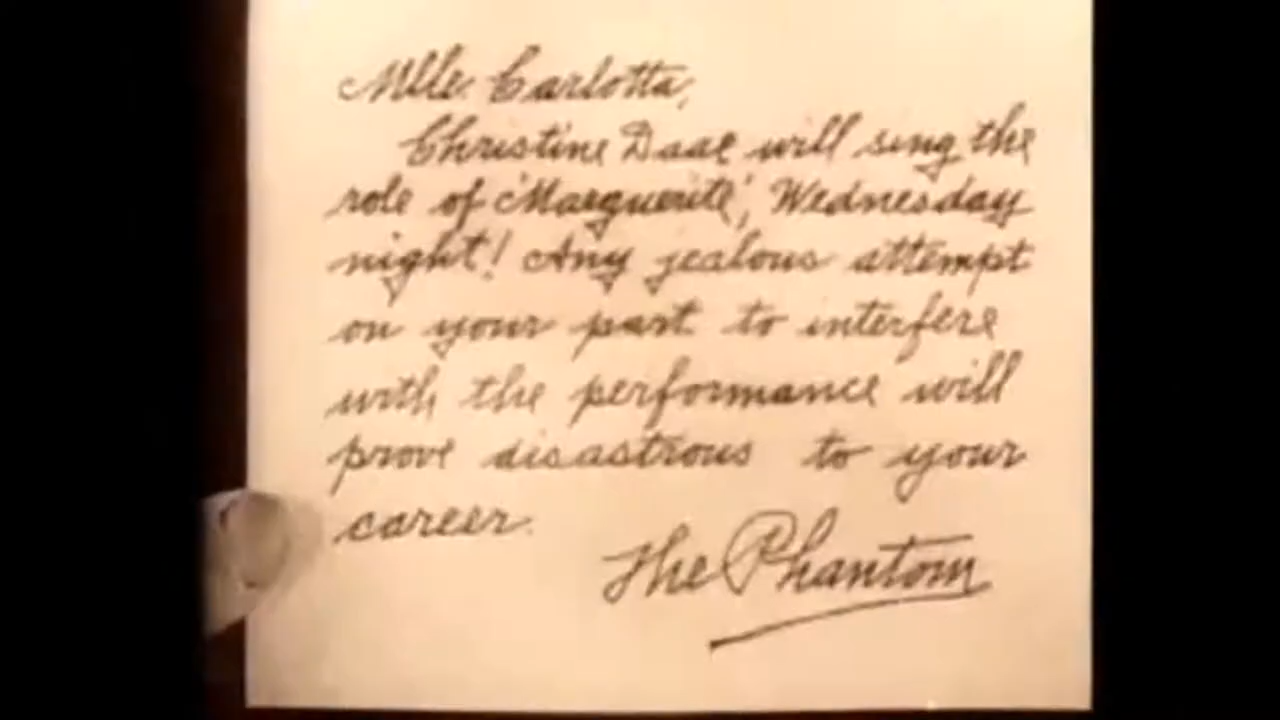 Mlle. Carlotta,
Christine Daae will sing the
role of 'Marguerite', Wednesday
night! Any jealous attempt
on your part to interfere
with the performance will
prove disastrous to your
career.
The Phantom